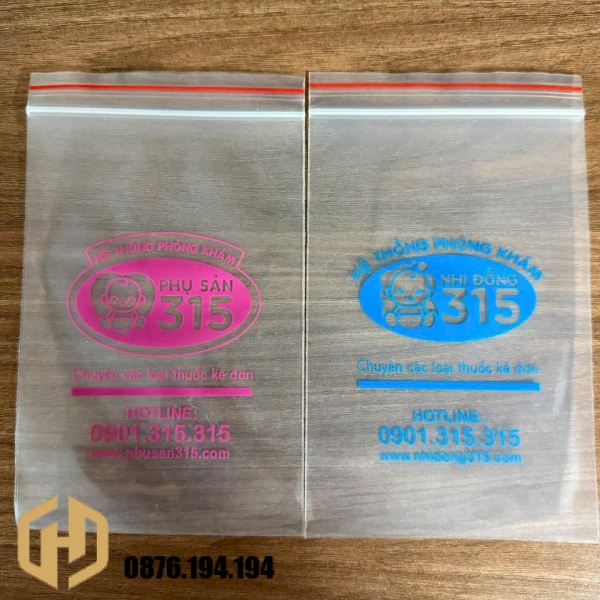 HỆ THỐNG PHÒNG KHÁM
PHỤ SẢN
315
Chuyên các loại thuốc kê đơn
HOTLINE:
0901.315.315
www.phusan315.com
HỆ THỐNG PHÒNG KHÁM
NHI ĐỒNG
315
Chuyên các loại thuốc kê đơn
HOTLINE:
0901.315.315
www.nhidong315.com
0876.194.194